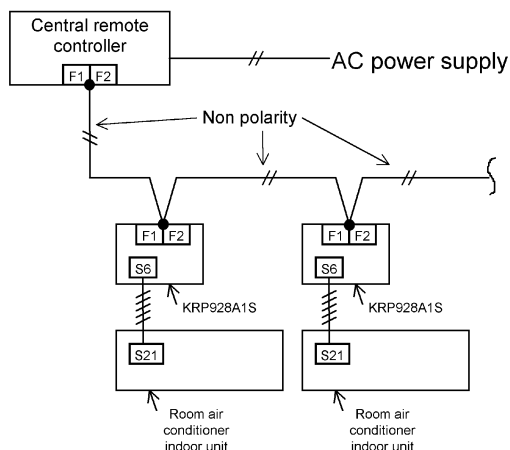 Central remote
controller
F1 F2
AC power supply
Non polarity
F1 F2
F1 F2
S6
S6
KRP928A1S
KRP928A1S
S21
S21
Room air
conditioner
indoor unit
Room air
conditioner
indoor unit